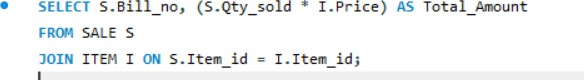 SELECT S.Bill_no, (S.Qty_sold * I.Price) AS Total_Amount
FROM SALE S
JOIN ITEM I ON S.Item_id = I.Item_id;